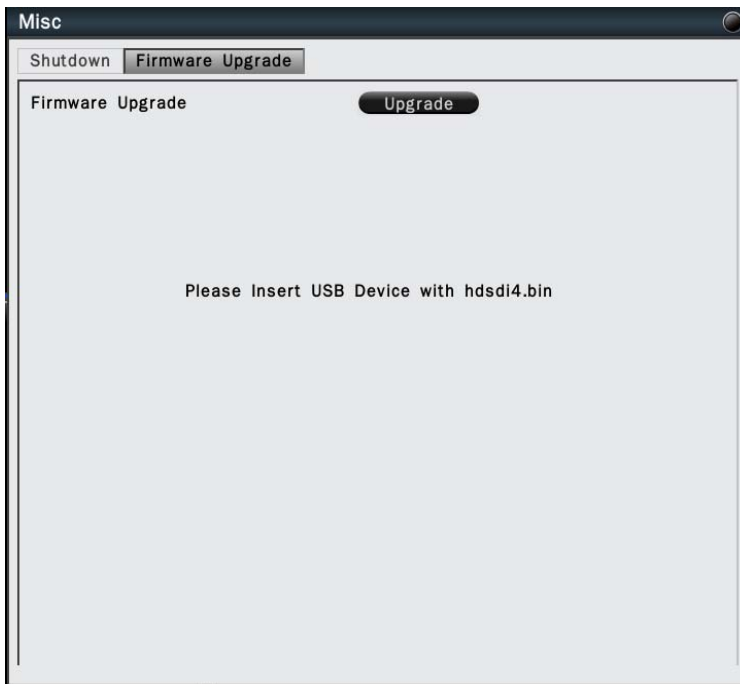 Misc
Shutdown Firmware Upgrade
Firmware Upgrade Upgrade
Please Insert USB Device with hdsdi4.bin